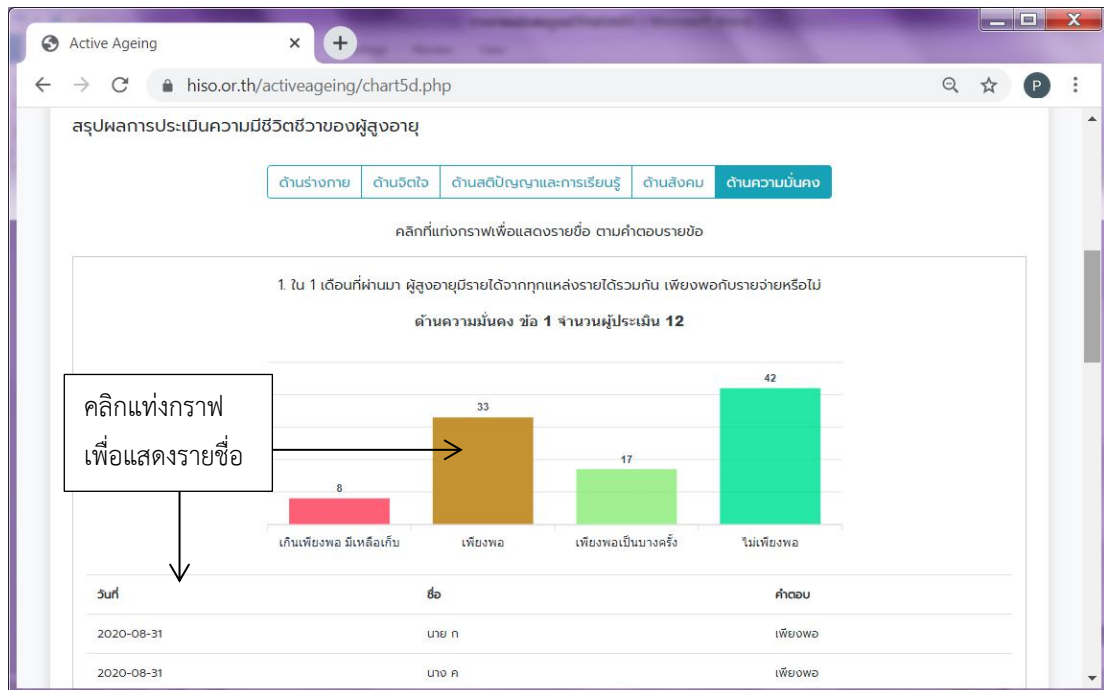 Active Ageing
hiso.or.th/activeageing/chart5d.php
P
สรุปผลการประเมินความมีชีวิตชีวาของผู้สูงอายุ
ด้านร่างกาย ด้านจิตใจ ด้านสติปัญญาและการเรียนรู้ ด้านสังคม ด้านความมั่นคง
คลิกที่แท่งกราฟเพื่อแสดงรายชื่อ ตามคำตอบรายข้อ
1. ใน 1 เดือนที่ผ่านมา ผู้สูงอายุมีรายได้จากทุกแหล่งรายได้รวมกัน เพียงพอกับรายจ่ายหรือไม่
ด้านความมั่นคง ข้อ 1 จำนวนผู้ประเมิน 12
คลิกแท่งกราฟ
เพื่อแสดงรายชื่อ
8 33 17 42
เกินเพียงพอ มีเหลือเก็บ เพียงพอ เพียงพอเป็นบางครั้ง ไม่เพียงพอ
วันที่ ชื่อ คำตอบ
2020-08-31 นาย ก เพียงพอ
2020-08-31 นาง ค เพียงพอ